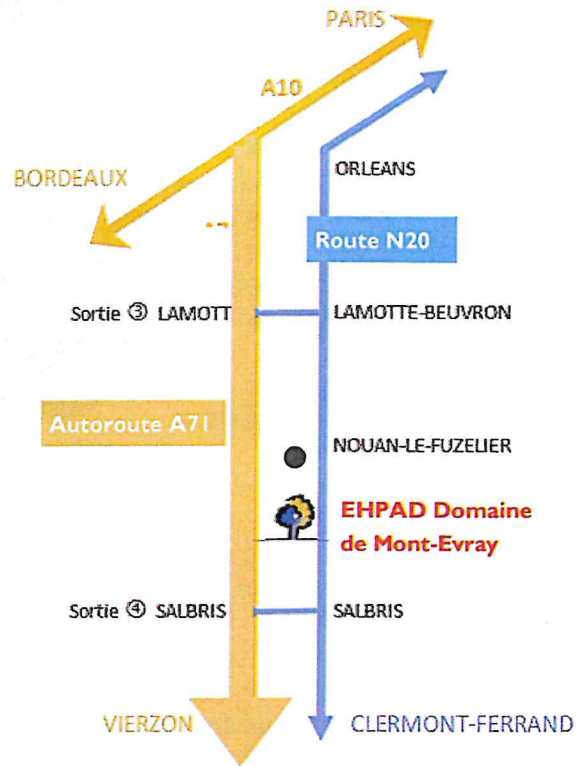 PARIS
A10
BORDEAUX
ORLEANS
Route N20
Sortie ③ LAMOTT
LAMOTTE-BEUVRON
Autoroute A71
NOUAN-LE-FUZELIER
EHPAD Domaine
de Mont-Evray
Sortie ④ SALBRIS
SALBRIS
VIERZON
CLERMONT-FERRAND